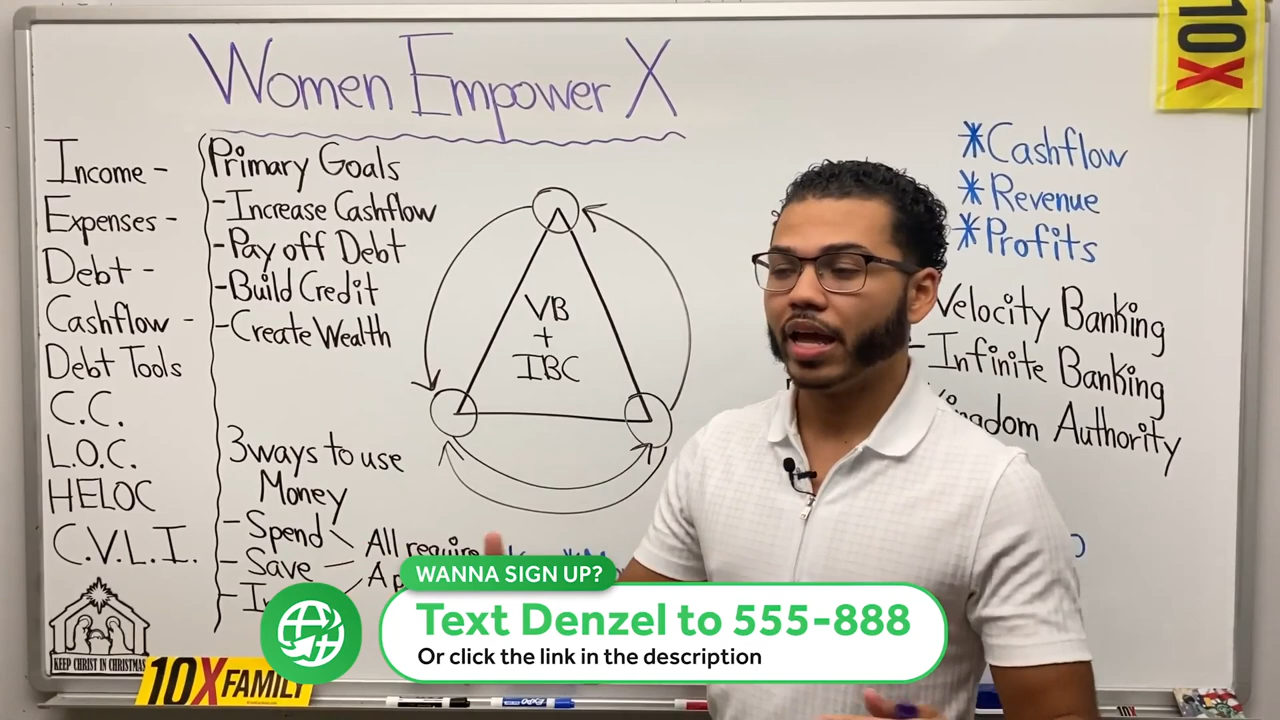 Women Empower X
10X
Income -
Expenses -
Debt -
Cashflow -
Debt Tools
C.C.
L.O.C.
HELOC
C.V.L.I.
Primary Goals
- Increase Cashflow
- Pay off Debt
- Build Credit
- Create Wealth
3 ways to use
Money
- Spend
- Save
All require
VB
+
IBC
*Cashflow
*Revenue
*Profits
Velocity Banking
- Infinite Banking
Authority
KEEP CHRIST IN CHRISTMAS
10X FAMILY
WANNA SIGN UP?
Text Denzel to 555-888
Or click the link in the description
EXPO
10X